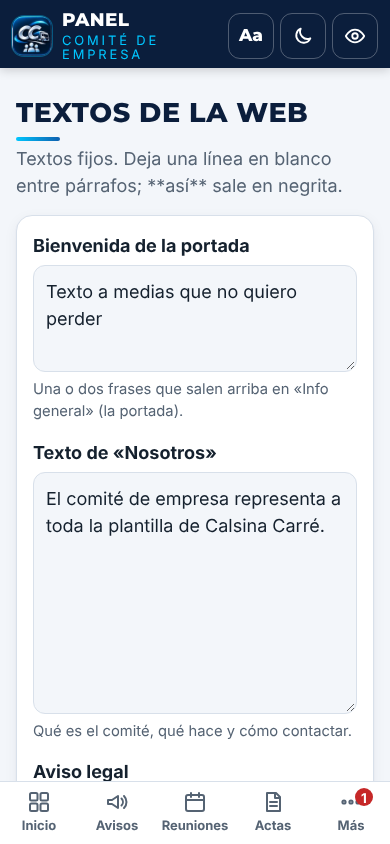 PANEL
COMITÉ DE
EMPRESA
Aa
TEXTOS DE LA WEB
Textos fijos. Deja una línea en blanco
entre párrafos; **así** sale en negrita.
Bienvenida de la portada
Texto a medias que no quiero
perder
Una o dos frases que salen arriba en «Info
general» (la portada).
Texto de «Nosotros»
El comité de empresa representa a
toda la plantilla de Calsina Carré.
Qué es el comité, qué hace y cómo contactar.
Aviso legal
1
Inicio
Avisos
Reuniones
Actas
Más